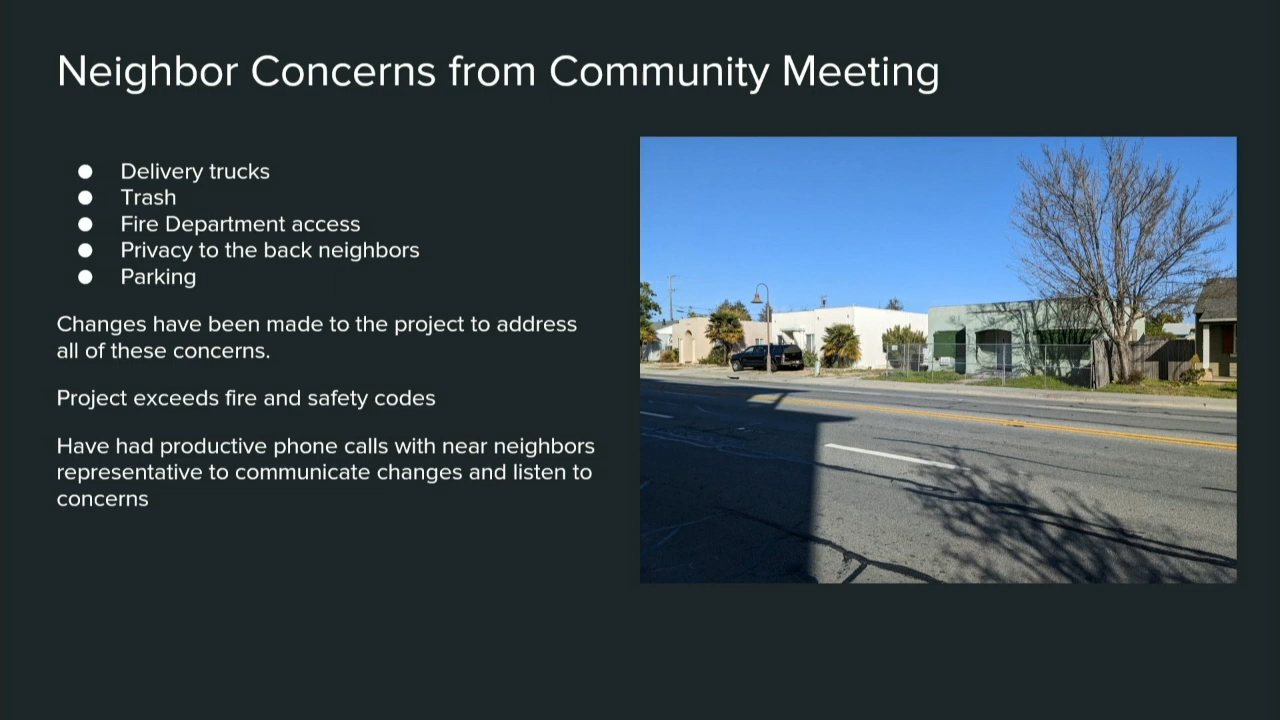 Neighbor Concerns from Community Meeting
● Delivery trucks
● Trash
● Fire Department access
● Privacy to the back neighbors
● Parking
Changes have been made to the project to address
all of these concerns.
Project exceeds fire and safety codes
Have had productive phone calls with near neighbors
representative to communicate changes and listen to
concerns